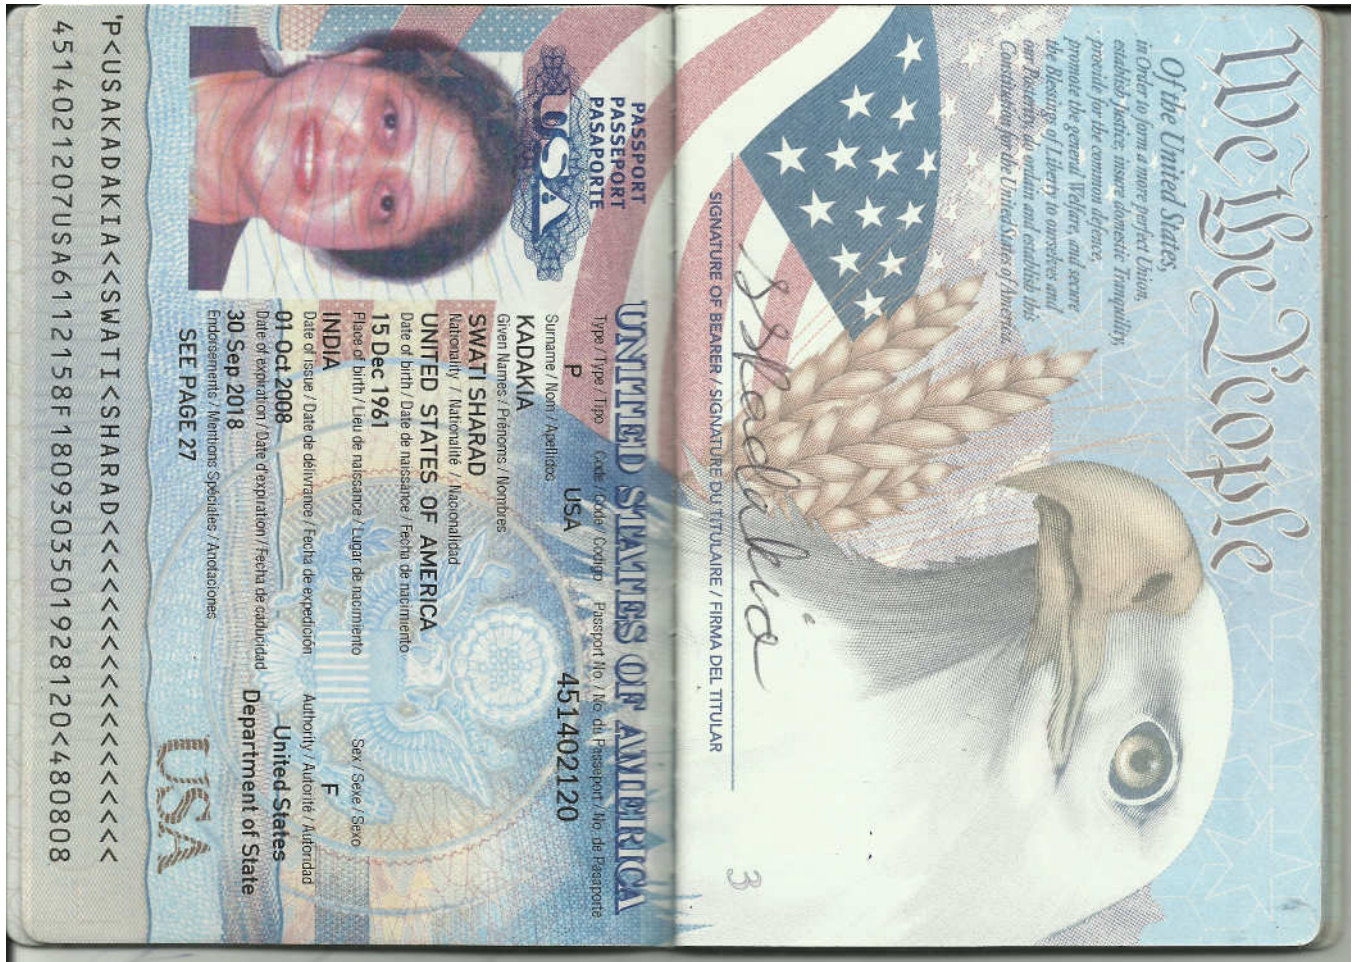 We the People
Of the United States,
in Order to form a more perfect Union,
establish Justice, insure domestic Tranquility,
provide for the common defence,
promote the general Welfare, and secure
the Blessings of Liberty to ourselves and
our Posterity, do ordain and establish this
Constitution for the United States of America.
SSKadakia
SIGNATURE OF BEARER / SIGNATURE DU TITULAIRE / FIRMA DEL TITULAR
3
PASSPORT
PASSEPORT
PASAPORTE
USA
UNITED STATES OF AMERICA
Type / Type / Tipo Code / Code / Codigo Passport No. / No. du Passeport / No. de Pasaporte
P USA 451402120
Surname / Nom / Apellidos
KADAKIA
Given Names / Prénoms / Nombres
SWATI SHARAD
Nationality / Nationalité / Nacionalidad
UNITED STATES OF AMERICA
Date of birth / Date de naissance / Fecha de nacimiento
15 Dec 1961
Place of birth / Lieu de naissance / Lugar de nacimiento Sex / Sexe / Sexo
INDIA F
Date of issue / Date de délivrance / Fecha de expedición Authority / Autorité / Autoridad
01 Oct 2008 United States
Date of expiration / Date d'expiration / Fecha de caducidad Department of State
30 Sep 2018
Endorsements / Mentions Spéciales / Anotaciones
SEE PAGE 27
USA
P<USAKADAKIA<<SWATI<SHARAD<<<<<<<<<<<<<<<<<<
4514021207USA6112158F1809303501928120<480808